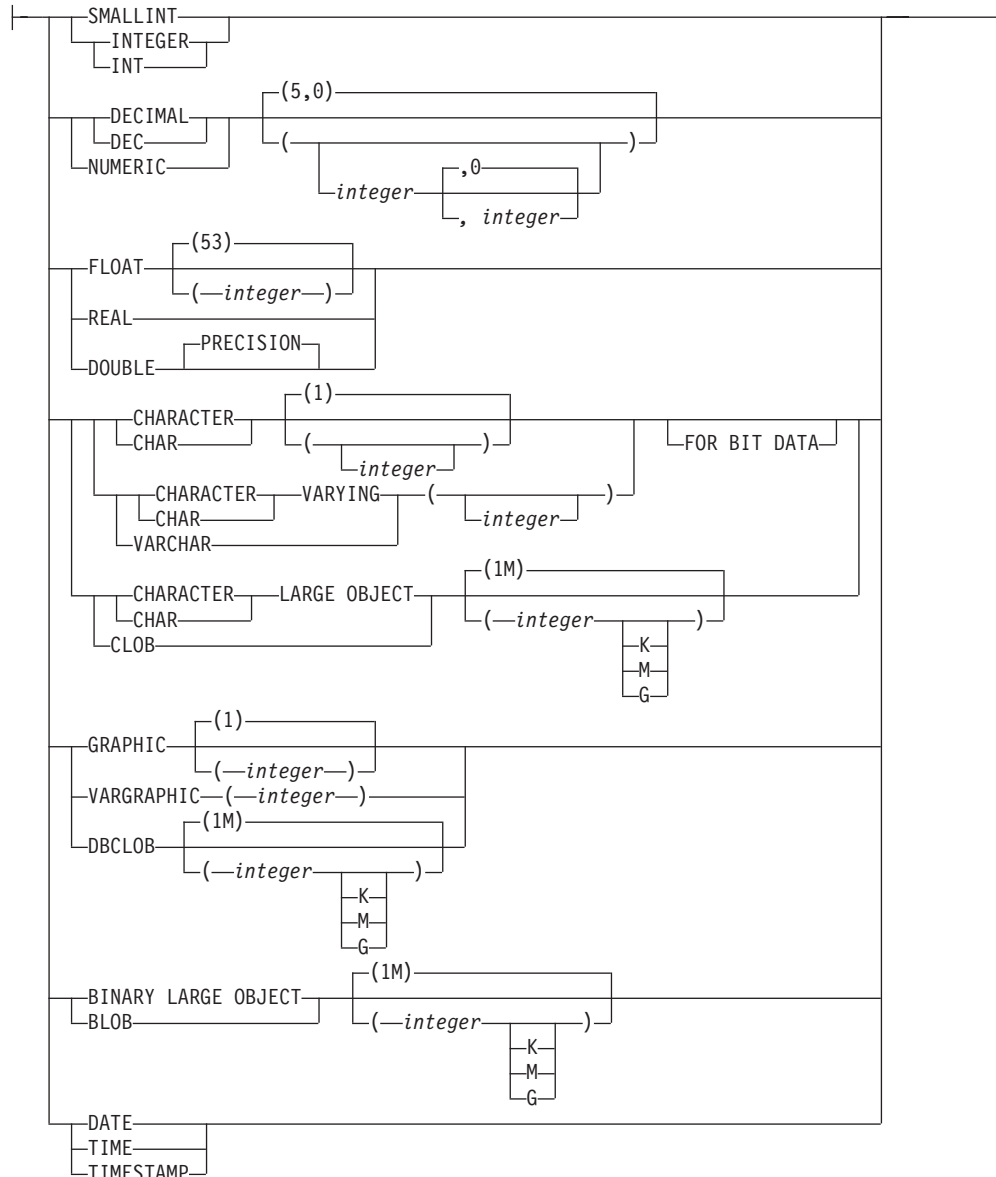 SMALLINT
INTEGER
INT
(5,0)
DECIMAL
DEC ( )
NUMERIC ,0
integer
, integer
(53)
FLOAT
( integer )
REAL
PRECISION
DOUBLE
(1)
CHARACTER
CHAR ( ) FOR BIT DATA
integer
CHARACTER VARYING ( )
CHAR integer
VARCHAR
(1M)
CHARACTER LARGE OBJECT
CHAR ( integer )
CLOB K
M
G
(1)
GRAPHIC
( integer )
VARGRAPHIC ( integer )
(1M)
DBCLOB
( integer )
K
M
G
(1M)
BINARY LARGE OBJECT
BLOB ( integer )
K
M
G
DATE
TIME
TIMESTAMP